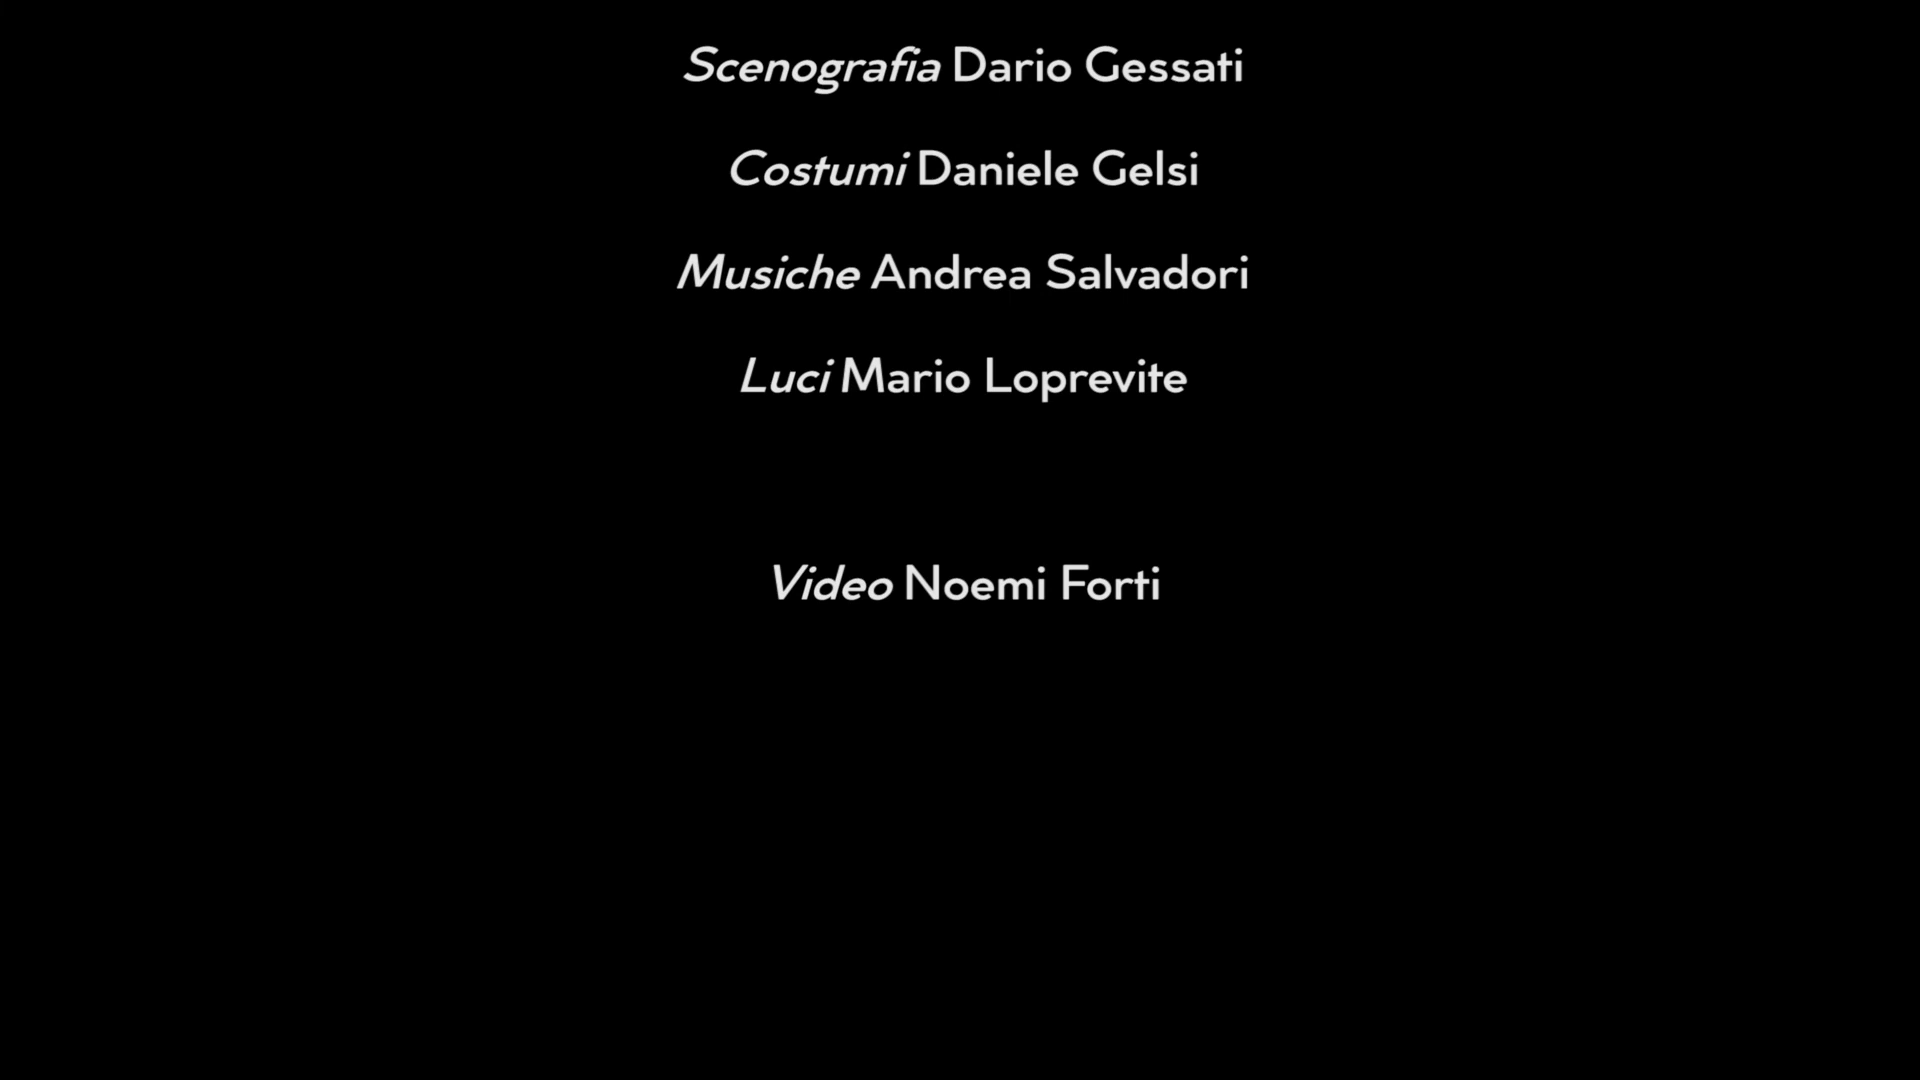 Scenografia Dario Gessati
Costumi Daniele Gelsi
Musiche Andrea Salvadori
Luci Mario Loprevite
Video Noemi Forti